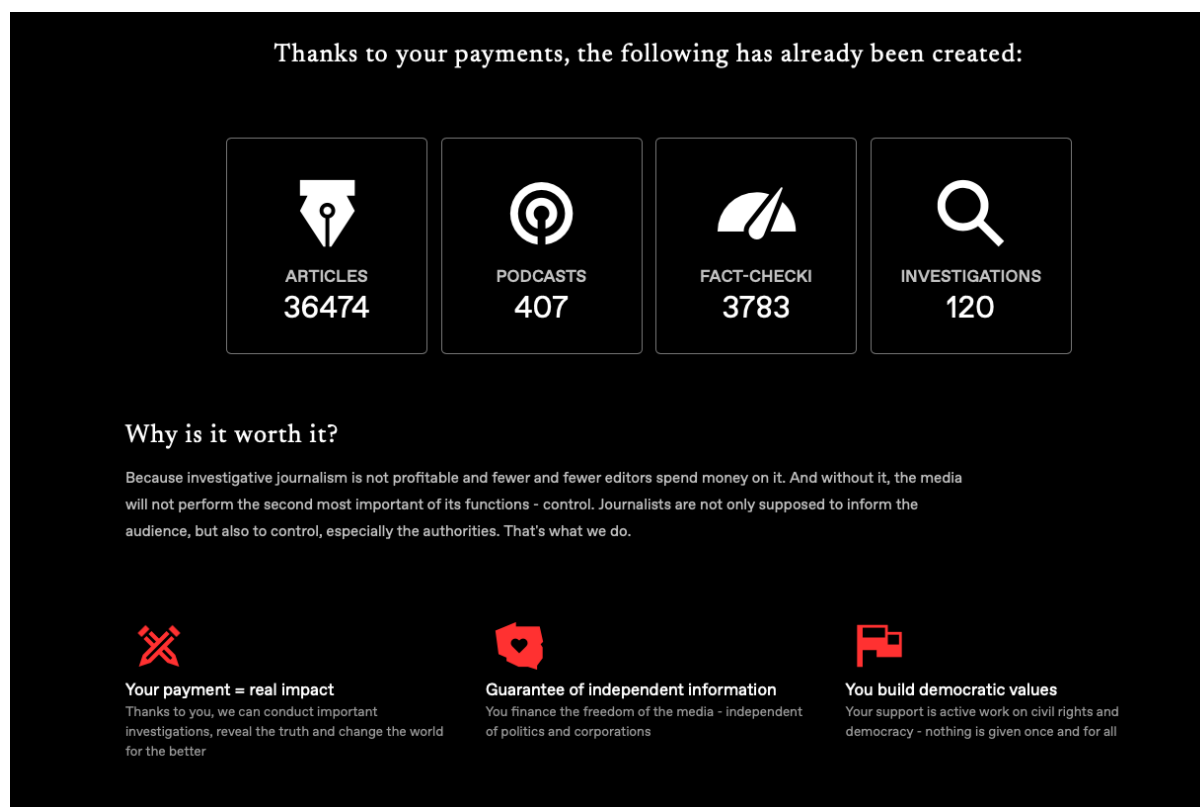 Thanks to your payments, the following has already been created:
ARTICLES
36474
PODCASTS
407
FACT-CHECKI
3783
INVESTIGATIONS
120
Why is it worth it?
Because investigative journalism is not profitable and fewer and fewer editors spend money on it. And without it, the media
will not perform the second most important of its functions - control. Journalists are not only supposed to inform the
audience, but also to control, especially the authorities. That's what we do.
Your payment = real impact
Thanks to you, we can conduct important
investigations, reveal the truth and change the world
for the better
Guarantee of independent information
You finance the freedom of the media - independent
of politics and corporations
You build democratic values
Your support is active work on civil rights and
democracy - nothing is given once and for all